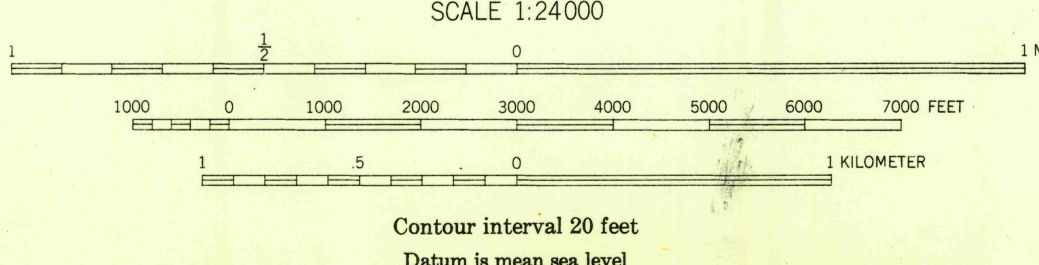 SCALE 1:24000
1 1/2 0 1 M
1000 0 1000 2000 3000 4000 5000 6000 7000 FEET
1 .5 0 1 KILOMETER
Contour interval 20 feet
Datum is mean sea level